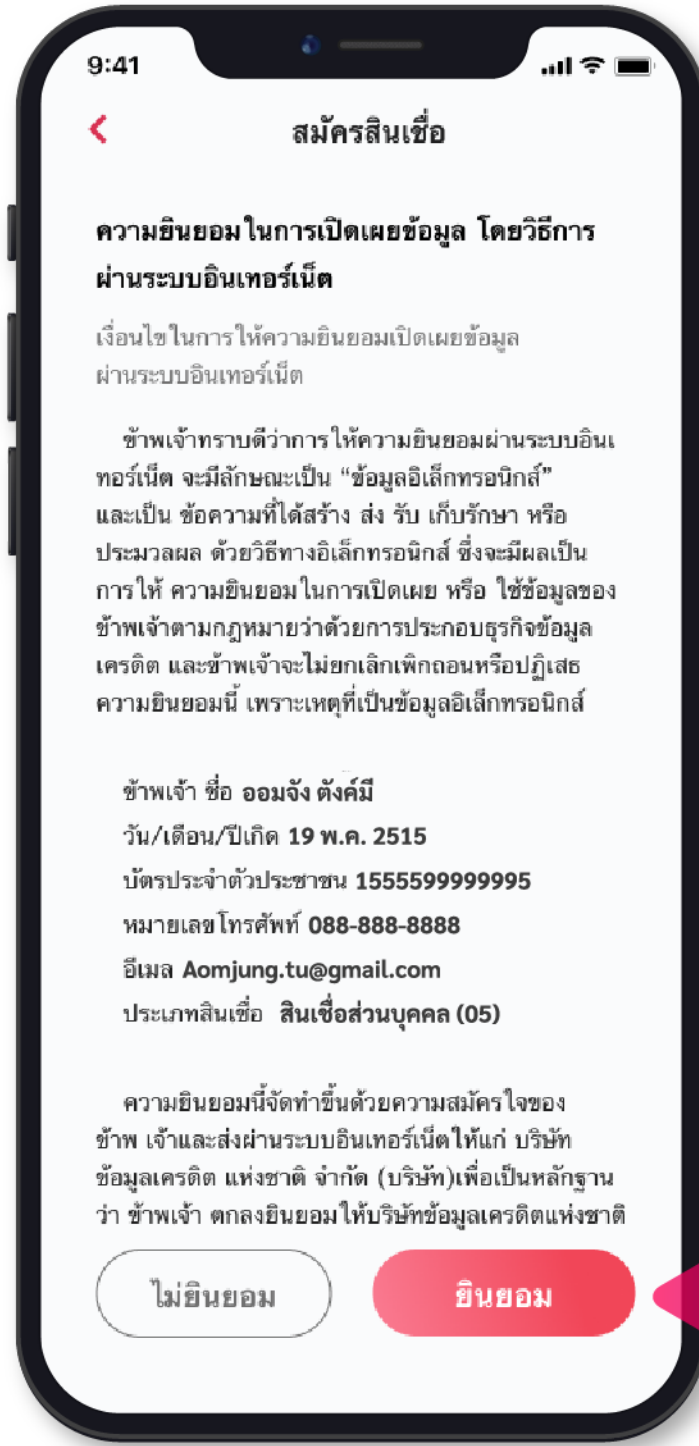 9:41
สมัครสินเชื่อ
ความยินยอมในการเปิดเผยข้อมูล โดยวิธีการ
ผ่านระบบอินเทอร์เน็ต
เงื่อนไขในการให้ความยินยอมเปิดเผยข้อมูล
ผ่านระบบอินเทอร์เน็ต
ข้าพเจ้าทราบดีว่าการให้ความยินยอมผ่านระบบอินเ
ทอร์เน็ต จะมีลักษณะเป็น “ข้อมูลอิเล็กทรอนิกส์”
และเป็น ข้อความที่ได้สร้าง ส่ง รับ เก็บรักษา หรือ
ประมวลผล ด้วยวิธีทางอิเล็กทรอนิกส์ ซึ่งจะมีผลเป็น
การให้ ความยินยอมในการเปิดเผย หรือ ใช้ข้อมูลของ
ข้าพเจ้าตามกฎหมายว่าด้วยการประกอบธุรกิจข้อมูล
เครดิต และข้าพเจ้าจะไม่ยกเลิกเพิกถอนหรือปฏิเสธ
ความยินยอมนี้ เพราะเหตุที่เป็นข้อมูลอิเล็กทรอนิกส์
ข้าพเจ้า ชื่อ ออมจัง ตังค์มี
วัน/เดือน/ปีเกิด 19 พ.ค. 2515
บัตรประจำตัวประชาชน 1555599999995
หมายเลขโทรศัพท์ 088-888-8888
อีเมล Aomjung.tu@gmail.com
ประเภทสินเชื่อ สินเชื่อส่วนบุคคล (05)
ความยินยอมนี้จัดทำขึ้นด้วยความสมัครใจของ
ข้าพ เจ้าและส่งผ่านระบบอินเทอร์เน็ตให้แก่ บริษัท
ข้อมูลเครดิต แห่งชาติ จำกัด (บริษัท)เพื่อเป็นหลักฐาน
ว่า ข้าพเจ้า ตกลงยินยอมให้บริษัทข้อมูลเครดิตแห่งชาติ
ไม่ยินยอม ยินยอม